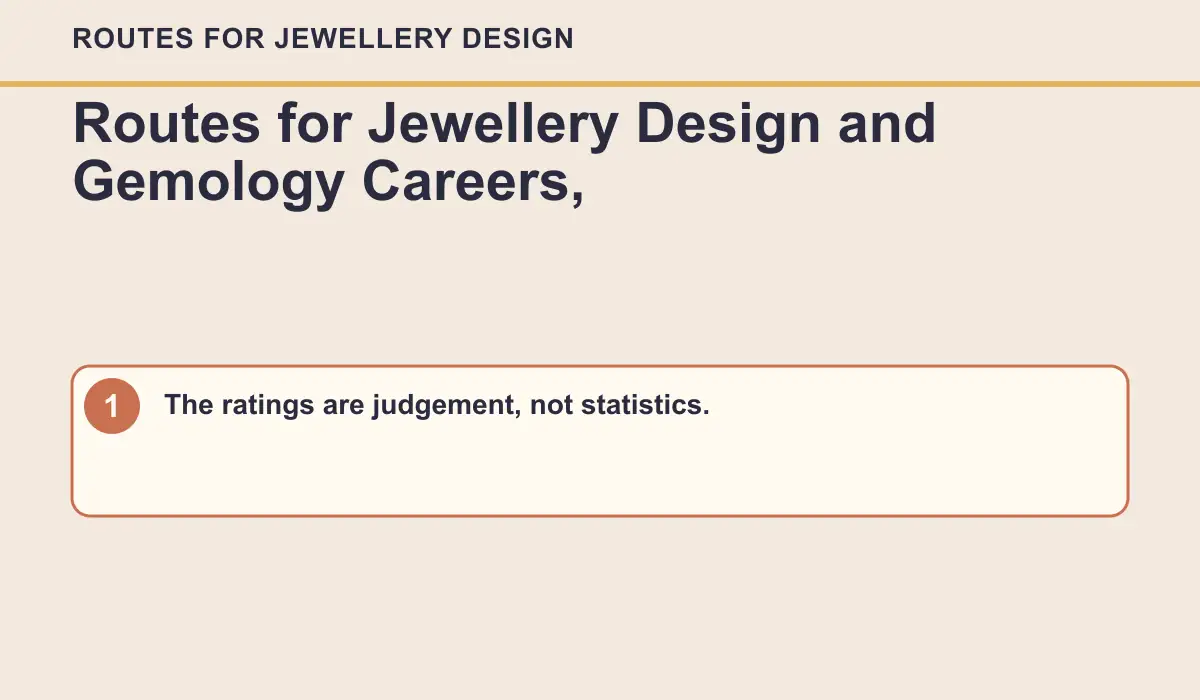 ROUTES FOR JEWELLERY DESIGN
Routes for Jewellery Design and
Gemology Careers,
1 The ratings are judgement, not statistics.